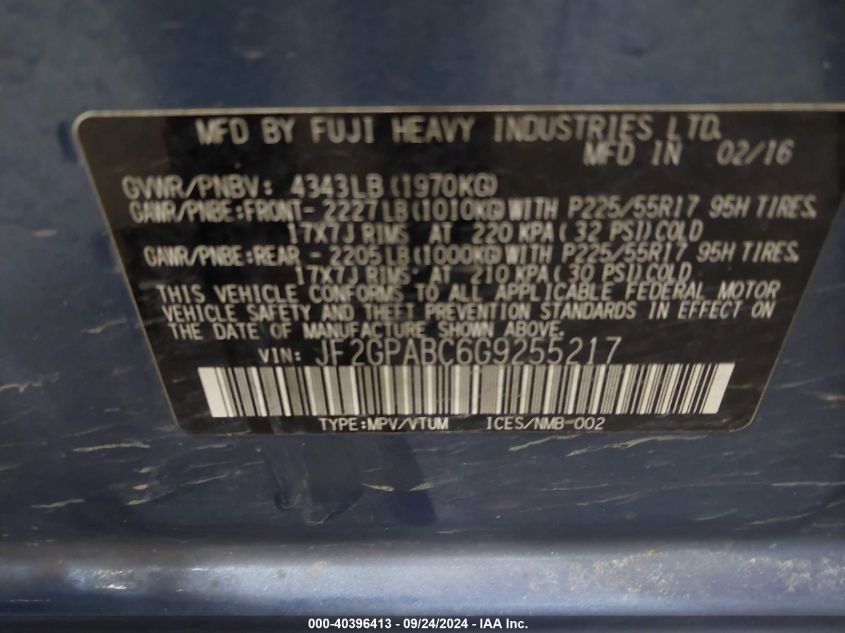 MFD BY FUJI HEAVY INDUSTRIES LTD.
MFD IN 02/16
GVWR/PNBV: 4343LB(1970KG)
GAWR/PNBE:FRONT- 2227LB(1010KG)WITH P225/55R17 95H TIRES
17X7J RIMS AT 220 KPA(32 PSI)COLD
GAWR/PNBE:REAR - 2205LB(1000KG)WITH P225/55R17 95H TIRES.
17X7J RIMS AT 210 KPA(30 PSI)COLD
THIS VEHICLE CONFORMS TO ALL APPLICABLE FEDERAL MOTOR
VEHICLE SAFETY AND THEFT PREVENTION STANDARDS IN EFFECT ON
THE DATE OF MANUFACTURE SHOWN ABOVE.
VIN: JF2GPABC6G9255217
TYPE:MPV/VTUM ICES/NMB-002
000-40396413 - 09/24/2024 - IAA Inc.